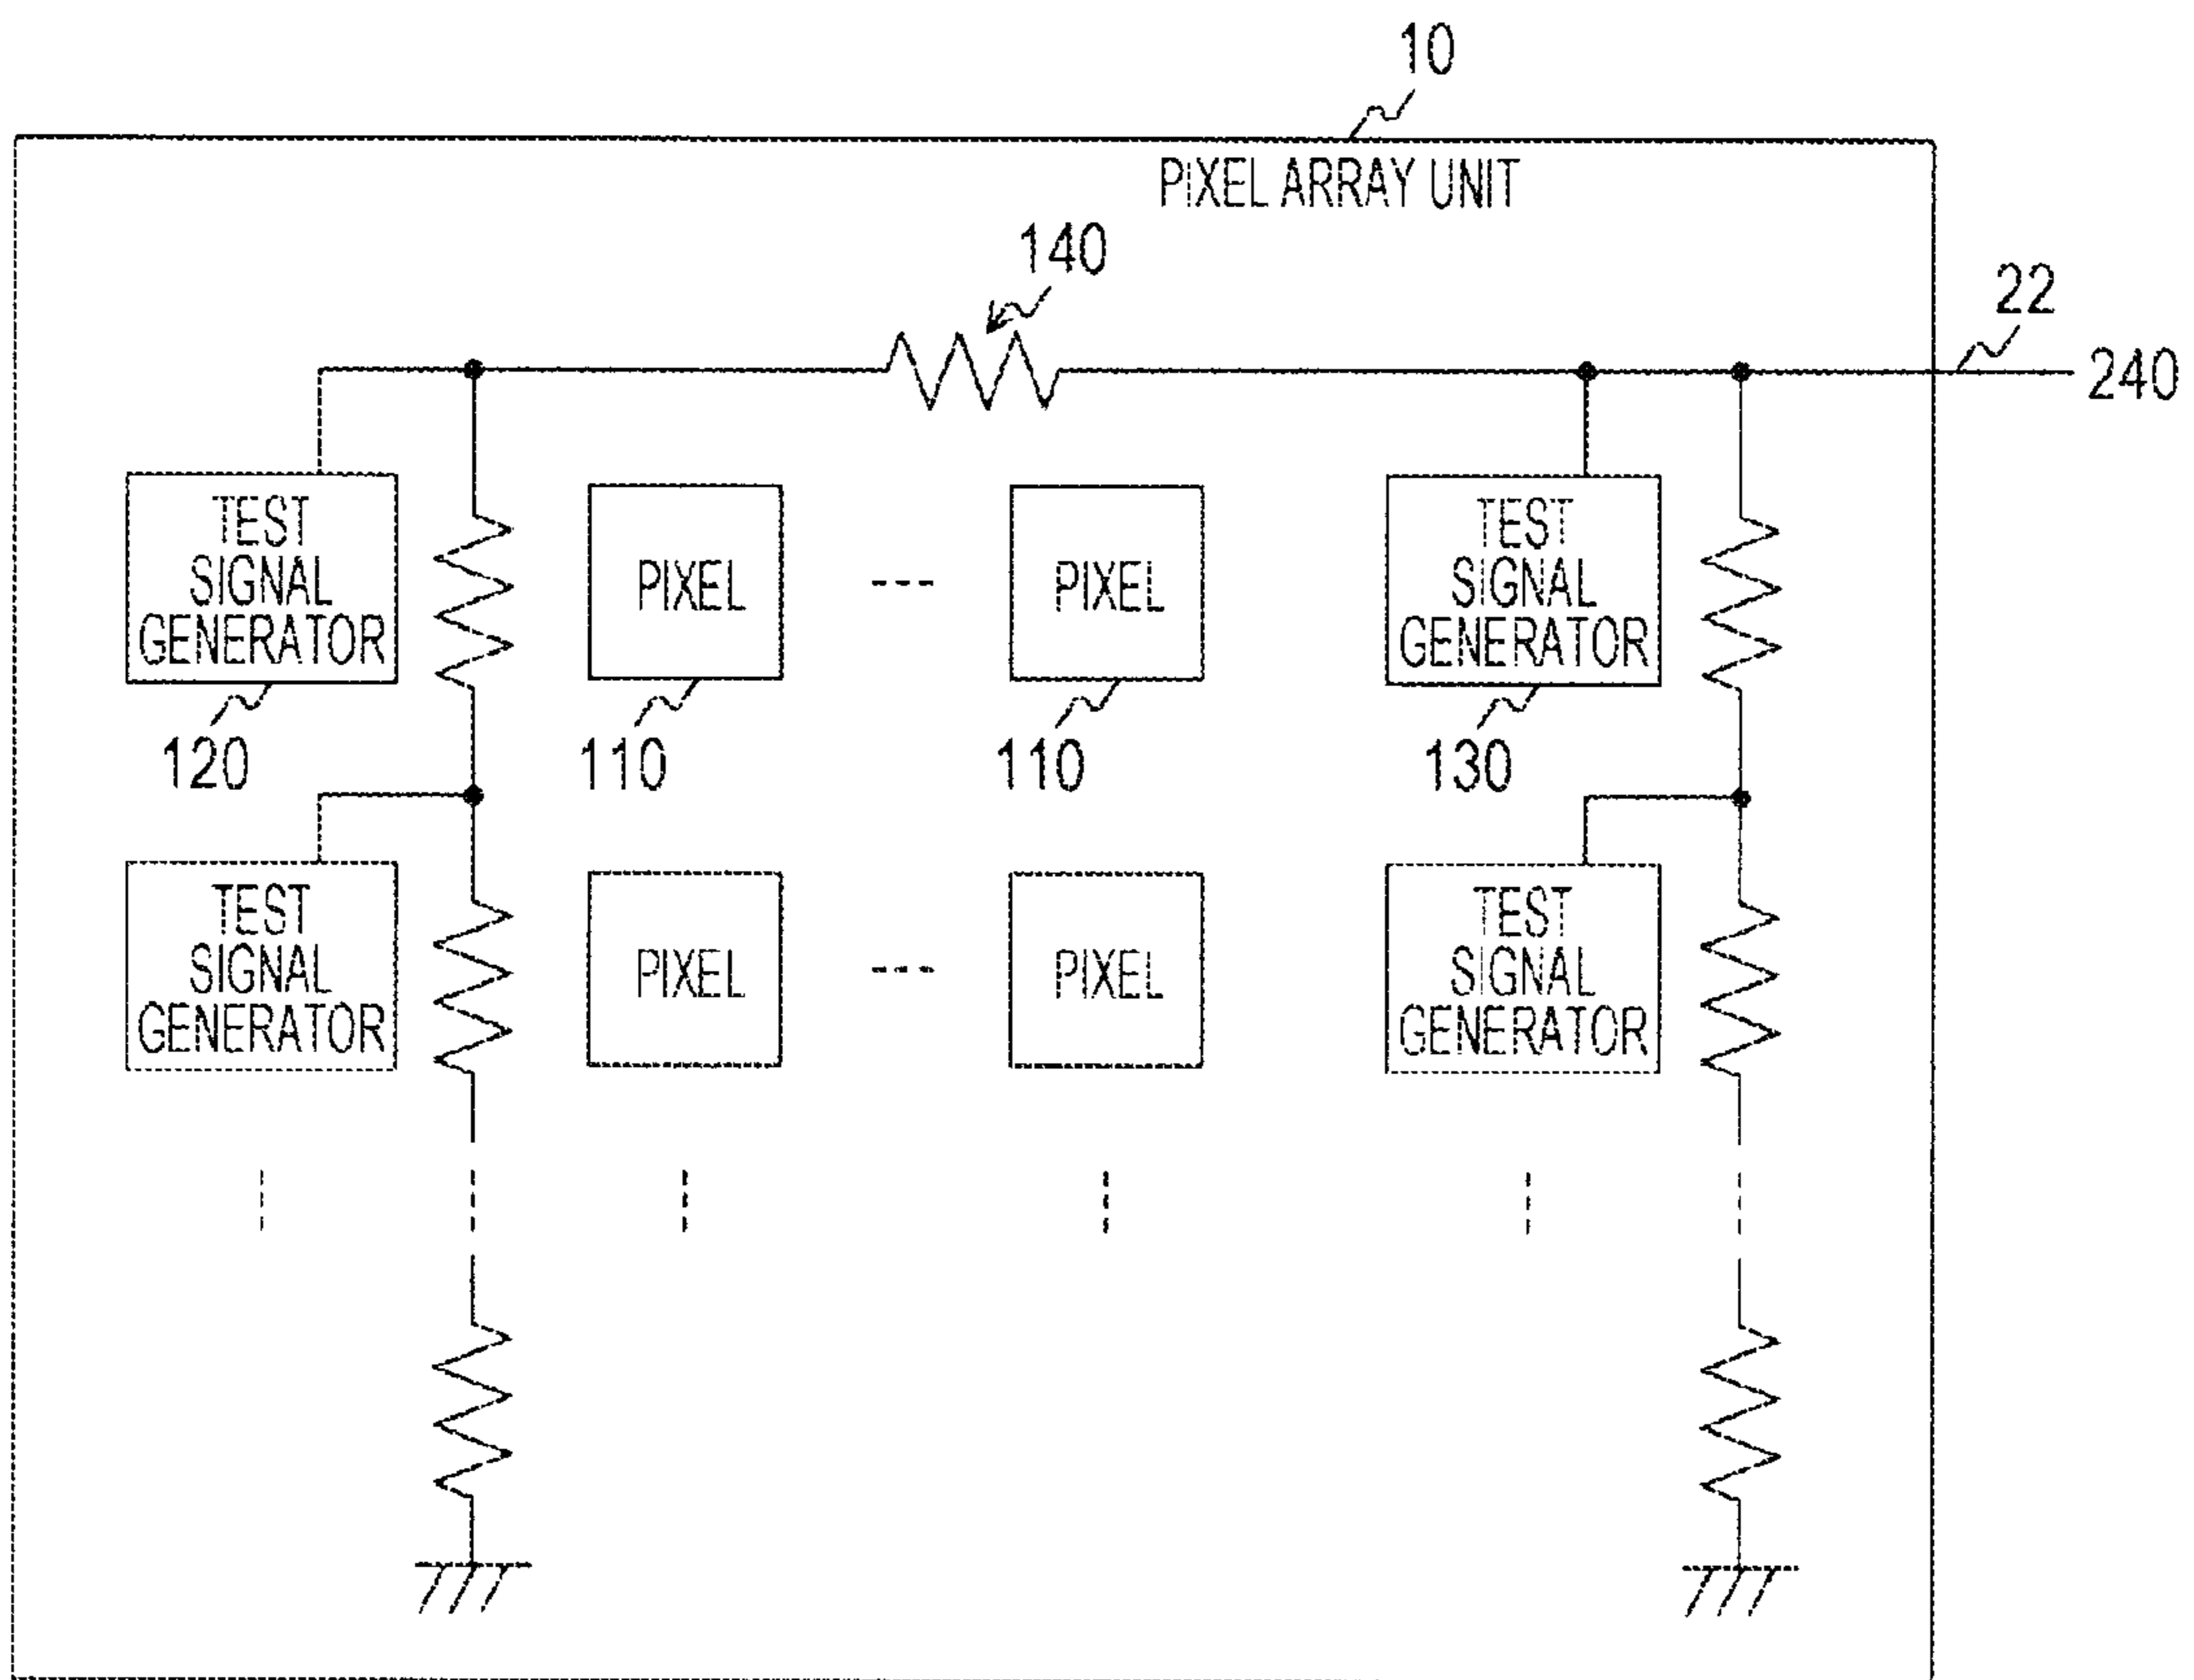 10
PIXEL ARRAY UNIT
140
22
240
TEST
SIGNAL
GENERATOR
PIXEL
PIXEL
TEST
SIGNAL
GENERATOR
120
110
110
130
TEST
SIGNAL
GENERATOR
PIXEL
PIXEL
TEST
SIGNAL
GENERATOR